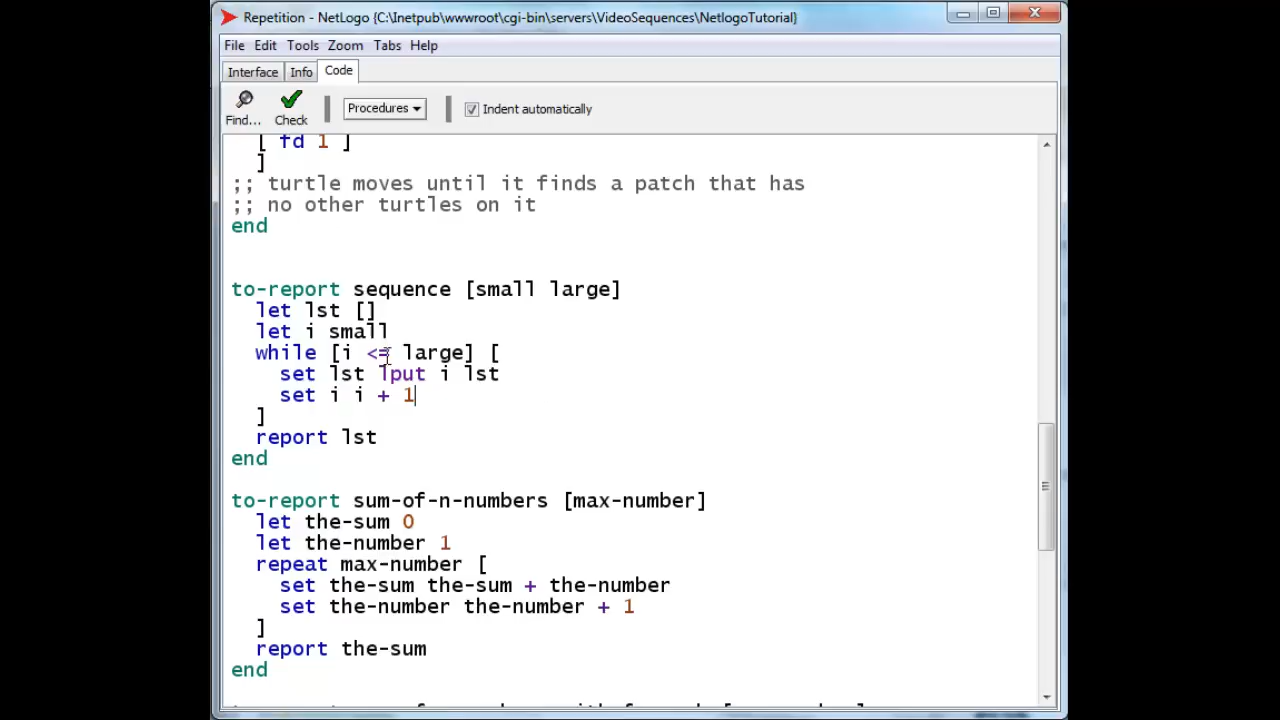 Repetition - NetLogo {C:\Inetpub\wwwroot\cgi-bin\servers\VideoSequences\NetlogoTutorial}
File Edit Tools Zoom Tabs Help
Interface Info Code
Find... Check Procedures Indent automatically
[ fd 1 ]
]
;; turtle moves until it finds a patch that has
;; no other turtles on it
end
to-report sequence [small large]
let lst []
let i small
while [i <= large] [
set lst lput i lst
set i i + 1
]
report lst
end
to-report sum-of-n-numbers [max-number]
let the-sum 0
let the-number 1
repeat max-number [
set the-sum the-sum + the-number
set the-number the-number + 1
]
report the-sum
end